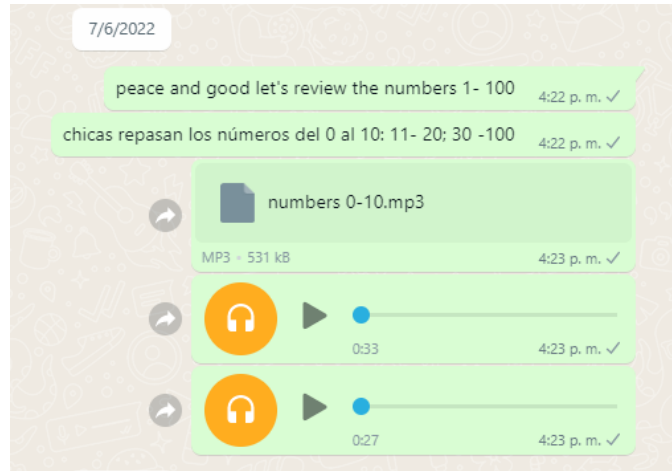 7/6/2022
peace and good let's review the numbers 1- 100
4:22 p. m.
chicas repasan los números del 0 al 10: 11- 20; 30 -100
4:22 p. m.
numbers 0-10.mp3
MP3 • 531 kB
4:23 p. m.
0:33
4:23 p. m.
0:27
4:23 p. m.